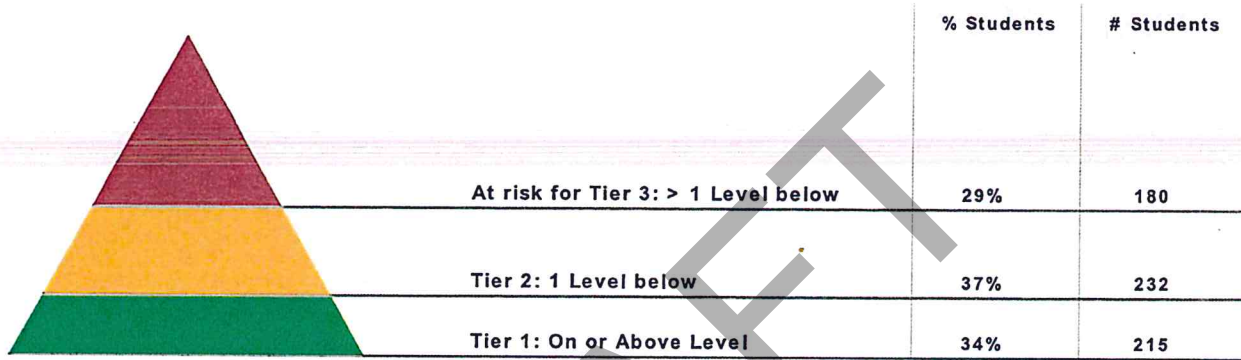 % Students # Students
At risk for Tier 3: > 1 Level below 29% 180
Tier 2: 1 Level below 37% 232
Tier 1: On or Above Level 34% 215